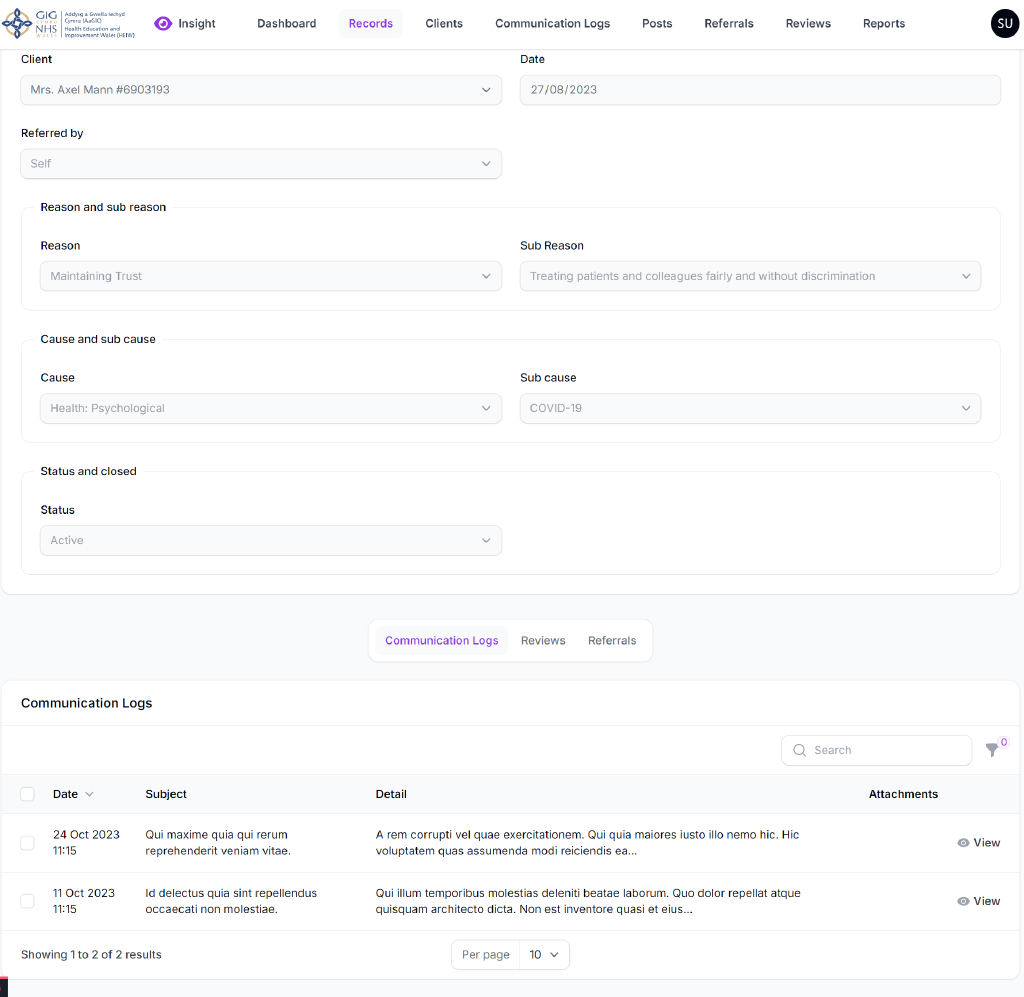 GIG
CYMRU
NHS
WALES
Addysg a Gwella Iechyd
Cymru (AaGIC)
Health Education and
Improvement Wales (HEIW)
Insight
Dashboard
Records
Clients
Communication Logs
Posts
Referrals
Reviews
Reports
SU
Client
Date
Mrs. Axel Mann #6903193
27/08/2023
Referred by
Self
Reason and sub reason
Reason
Sub Reason
Maintaining Trust
Treating patients and colleagues fairly and without discrimination
Cause and sub cause
Cause
Sub cause
Health: Psychological
COVID-19
Status and closed
Status
Active
Communication Logs
Reviews
Referrals
Communication Logs
Search
0
Date
Subject
Detail
Attachments
24 Oct 2023
11:15
Qui maxime quia qui rerum
reprehenderit veniam vitae.
A rem corrupti vel quae exercitationem. Qui quia maiores iusto illo nemo hic. Hic
voluptatem quas assumenda modi reiciendis ea...
View
11 Oct 2023
11:15
Id delectus quia sint repellendus
occaecati non molestiae.
Qui illum temporibus molestias deleniti beatae laborum. Quo dolor repellat atque
quisquam architecto dicta. Non est inventore quasi et eius...
View
Showing 1 to 2 of 2 results
Per page
10